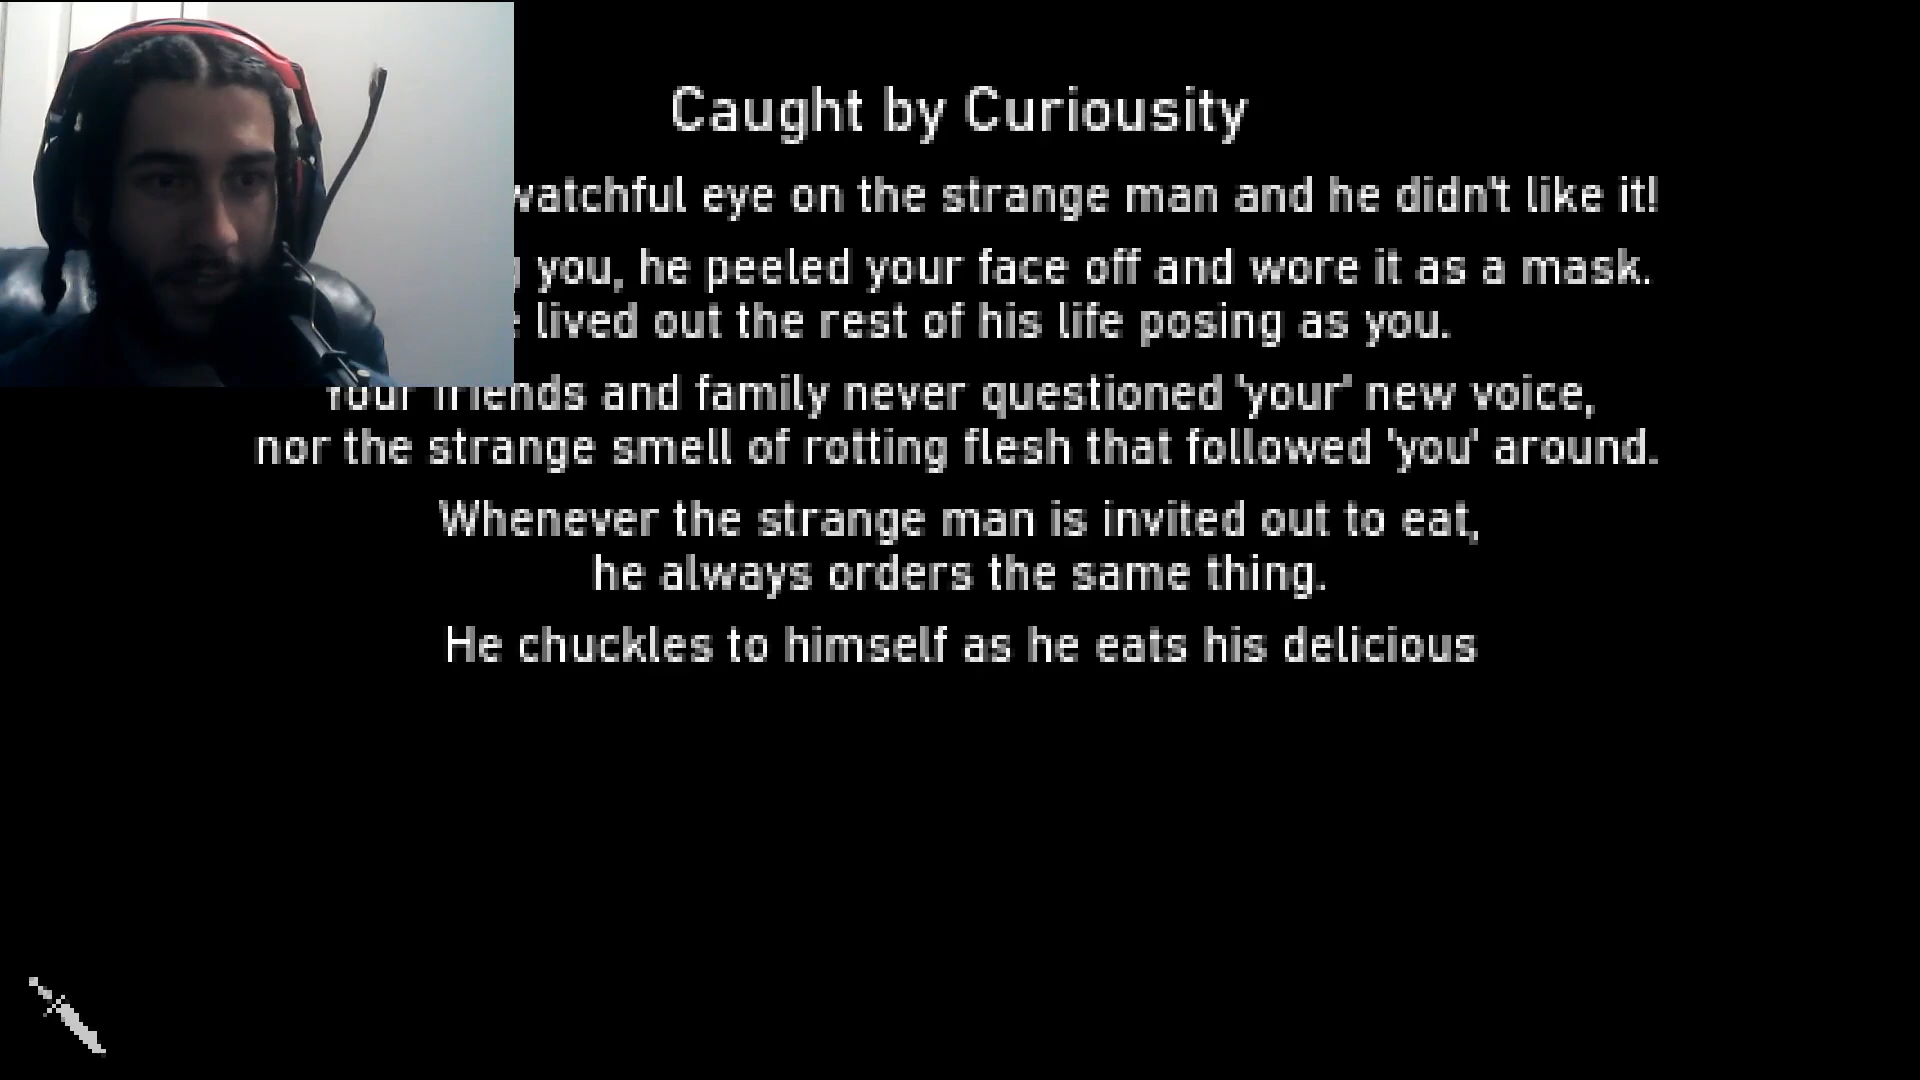 Caught by Curiousity
watchful eye on the strange man and he didn't like it!
you, he peeled your face off and wore it as a mask.
lived out the rest of his life posing as you.
Your friends and family never questioned 'your' new voice,
nor the strange smell of rotting flesh that followed 'you' around.
Whenever the strange man is invited out to eat,
he always orders the same thing.
He chuckles to himself as he eats his delicious